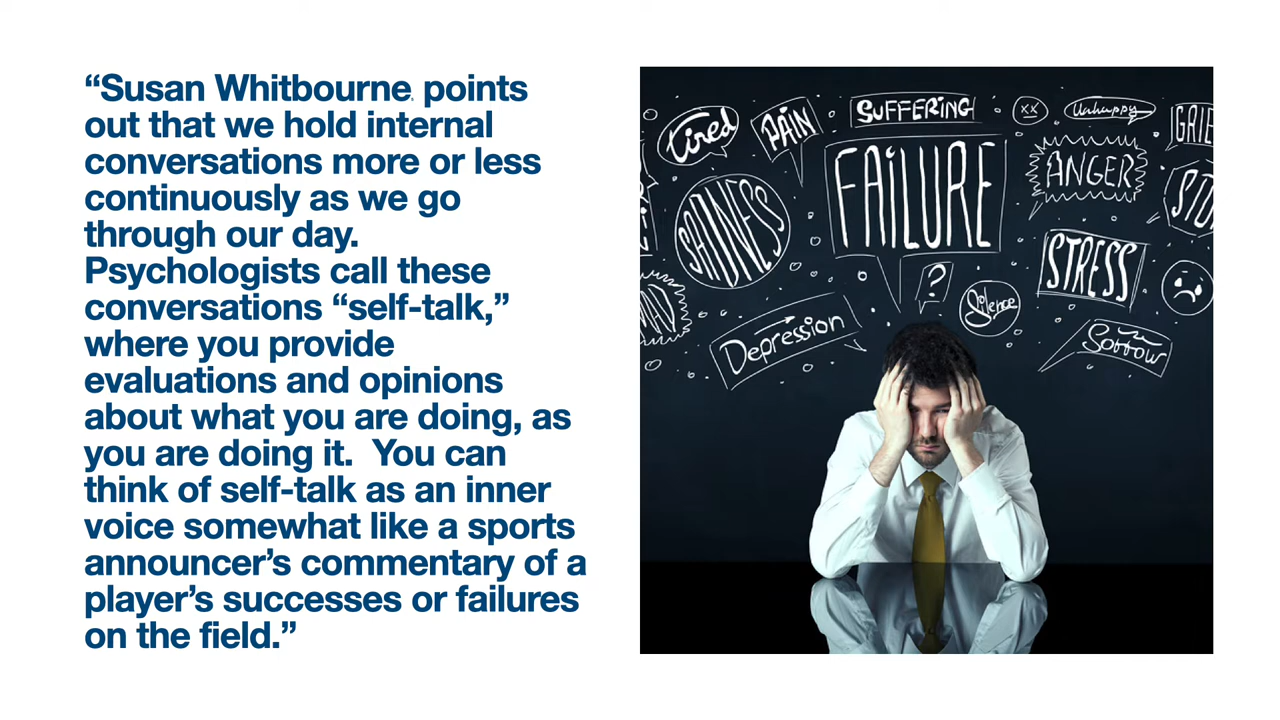 “Susan Whitbourne. points
out that we hold internal
conversations more or less
continuously as we go
through our day.
Psychologists call these
conversations “self-talk,”
where you provide
evaluations and opinions
about what you are doing, as
you are doing it.  You can
think of self-talk as an inner
voice somewhat like a sports
announcer’s commentary of a
player’s successes or failures
on the field.”
Tired
PAIN
SUFFERING
XX
Unhappy
SADNESS
FAiLURE
ANGER
STRESS
?
Silence
Depression
Sorrow